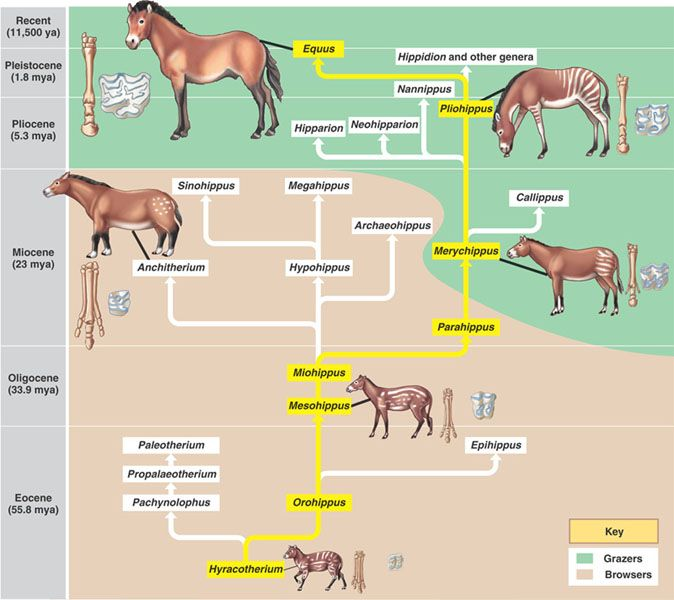 Recent
(11,500 ya)
Pleistocene
(1.8 mya)
Pliocene
(5.3 mya)
Miocene
(23 mya)
Oligocene
(33.9 mya)
Eocene
(55.8 mya)
Equus
Hippidion and other genera
Nannippus
Pliohippus
Hipparion
Neohipparion
Sinohippus
Megahippus
Callippus
Archaeohippus
Merychippus
Anchitherium
Hypohippus
Parahippus
Miohippus
Mesohippus
Paleotherium
Epihippus
Propalaeotherium
Pachynolophus
Orohippus
Hyracotherium
Key
Grazers
Browsers